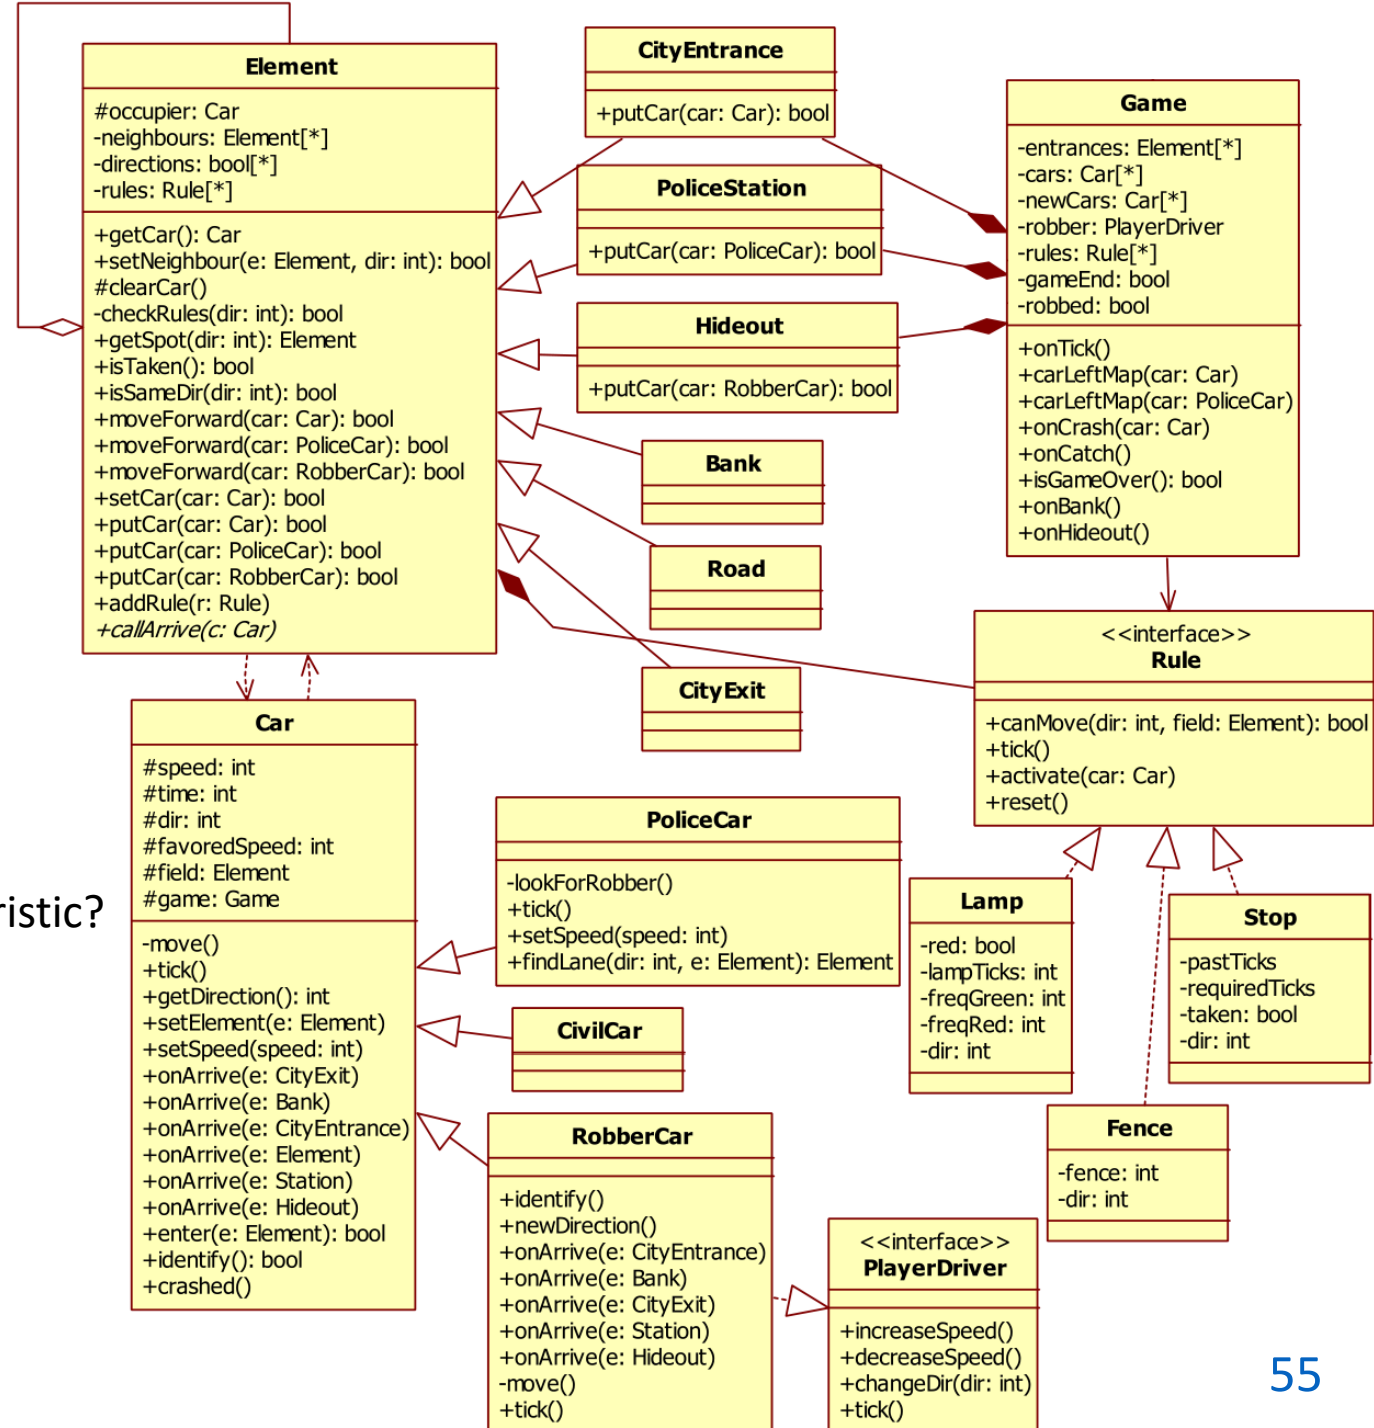 Element
#occupier: Car
-neighbours: Element[*]
-directions: bool[*]
-rules: Rule[*]
+getCar(): Car
+setNeighbour(e: Element, dir: int): bool
#clearCar()
-checkRules(dir: int): bool
+getSpot(dir: int): Element
+isTaken(): bool
+isSameDir(dir: int): bool
+moveForward(car: Car): bool
+moveForward(car: PoliceCar): bool
+moveForward(car: RobberCar): bool
+setCar(car: Car): bool
+putCar(car: Car): bool
+putCar(car: PoliceCar): bool
+putCar(car: RobberCar): bool
+addRule(r: Rule)
+callArrive(c: Car)
CityEntrance
+putCar(car: Car): bool
PoliceStation
+putCar(car: PoliceCar): bool
Hideout
+putCar(car: RobberCar): bool
Bank
Road
CityExit
Game
-entrances: Element[*]
-cars: Car[*]
-newCars: Car[*]
-robber: PlayerDriver
-rules: Rule[*]
-gameEnd: bool
-robbed: bool
+onTick()
+carLeftMap(car: Car)
+carLeftMap(car: PoliceCar)
+onCrash(car: Car)
+onCatch()
+isGameOver(): bool
+onBank()
+onHideout()
<<interface>>
Rule
+canMove(dir: int, field: Element): bool
+tick()
+activate(car: Car)
+reset()
ristic?
Car
#speed: int
#time: int
#dir: int
#favoredSpeed: int
#field: Element
#game: Game
-move()
+tick()
+getDirection(): int
+setElement(e: Element)
+setSpeed(speed: int)
+onArrive(e: CityExit)
+onArrive(e: Bank)
+onArrive(e: CityEntrance)
+onArrive(e: Element)
+onArrive(e: Station)
+onArrive(e: Hideout)
+enter(e: Element): bool
+identify(): bool
+crashed()
PoliceCar
-lookForRobber()
+tick()
+setSpeed(speed: int)
+findLane(dir: int, e: Element): Element
CivilCar
RobberCar
+identify()
+newDirection()
+onArrive(e: CityEntrance)
+onArrive(e: Bank)
+onArrive(e: CityExit)
+onArrive(e: Station)
+onArrive(e: Hideout)
-move()
+tick()
<<interface>>
PlayerDriver
+increaseSpeed()
+decreaseSpeed()
+changeDir(dir: int)
+tick()
Lamp
-red: bool
-lampTicks: int
-freqGreen: int
-freqRed: int
-dir: int
Stop
-pastTicks
-requiredTicks
-taken: bool
-dir: int
Fence
-fence: int
-dir: int
55